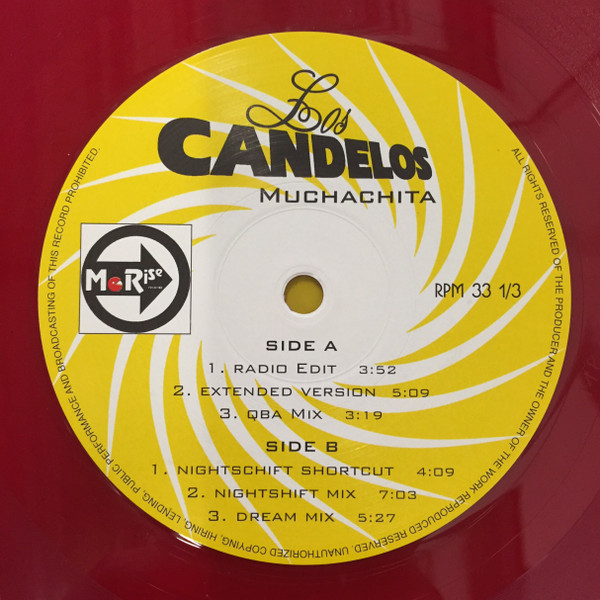 Los
CANDELOS
MUCHACHITA
MoRise
RPM 33 1/3
SIDE A
1. RADIO EDIT 3:52
2. EXTENDED VERSION 5:09
3. QBA MIX 3:19
SIDE B
1. NIGHTSCHIFT SHORTCUT 4:09
2. NIGHTSHIFT MIX 7:03
3. DREAM MIX 5:27
ALL RIGHTS RESERVED OF THE PRODUCER AND THE OWNER OF THE WORK REPRODUCED RESERVED. UNAUTHORIZED COPYING. HIRING, LENDING, PUBLIC PERFORMANCE AND BROADCASTING OF THIS RECORD PROHIBITED.